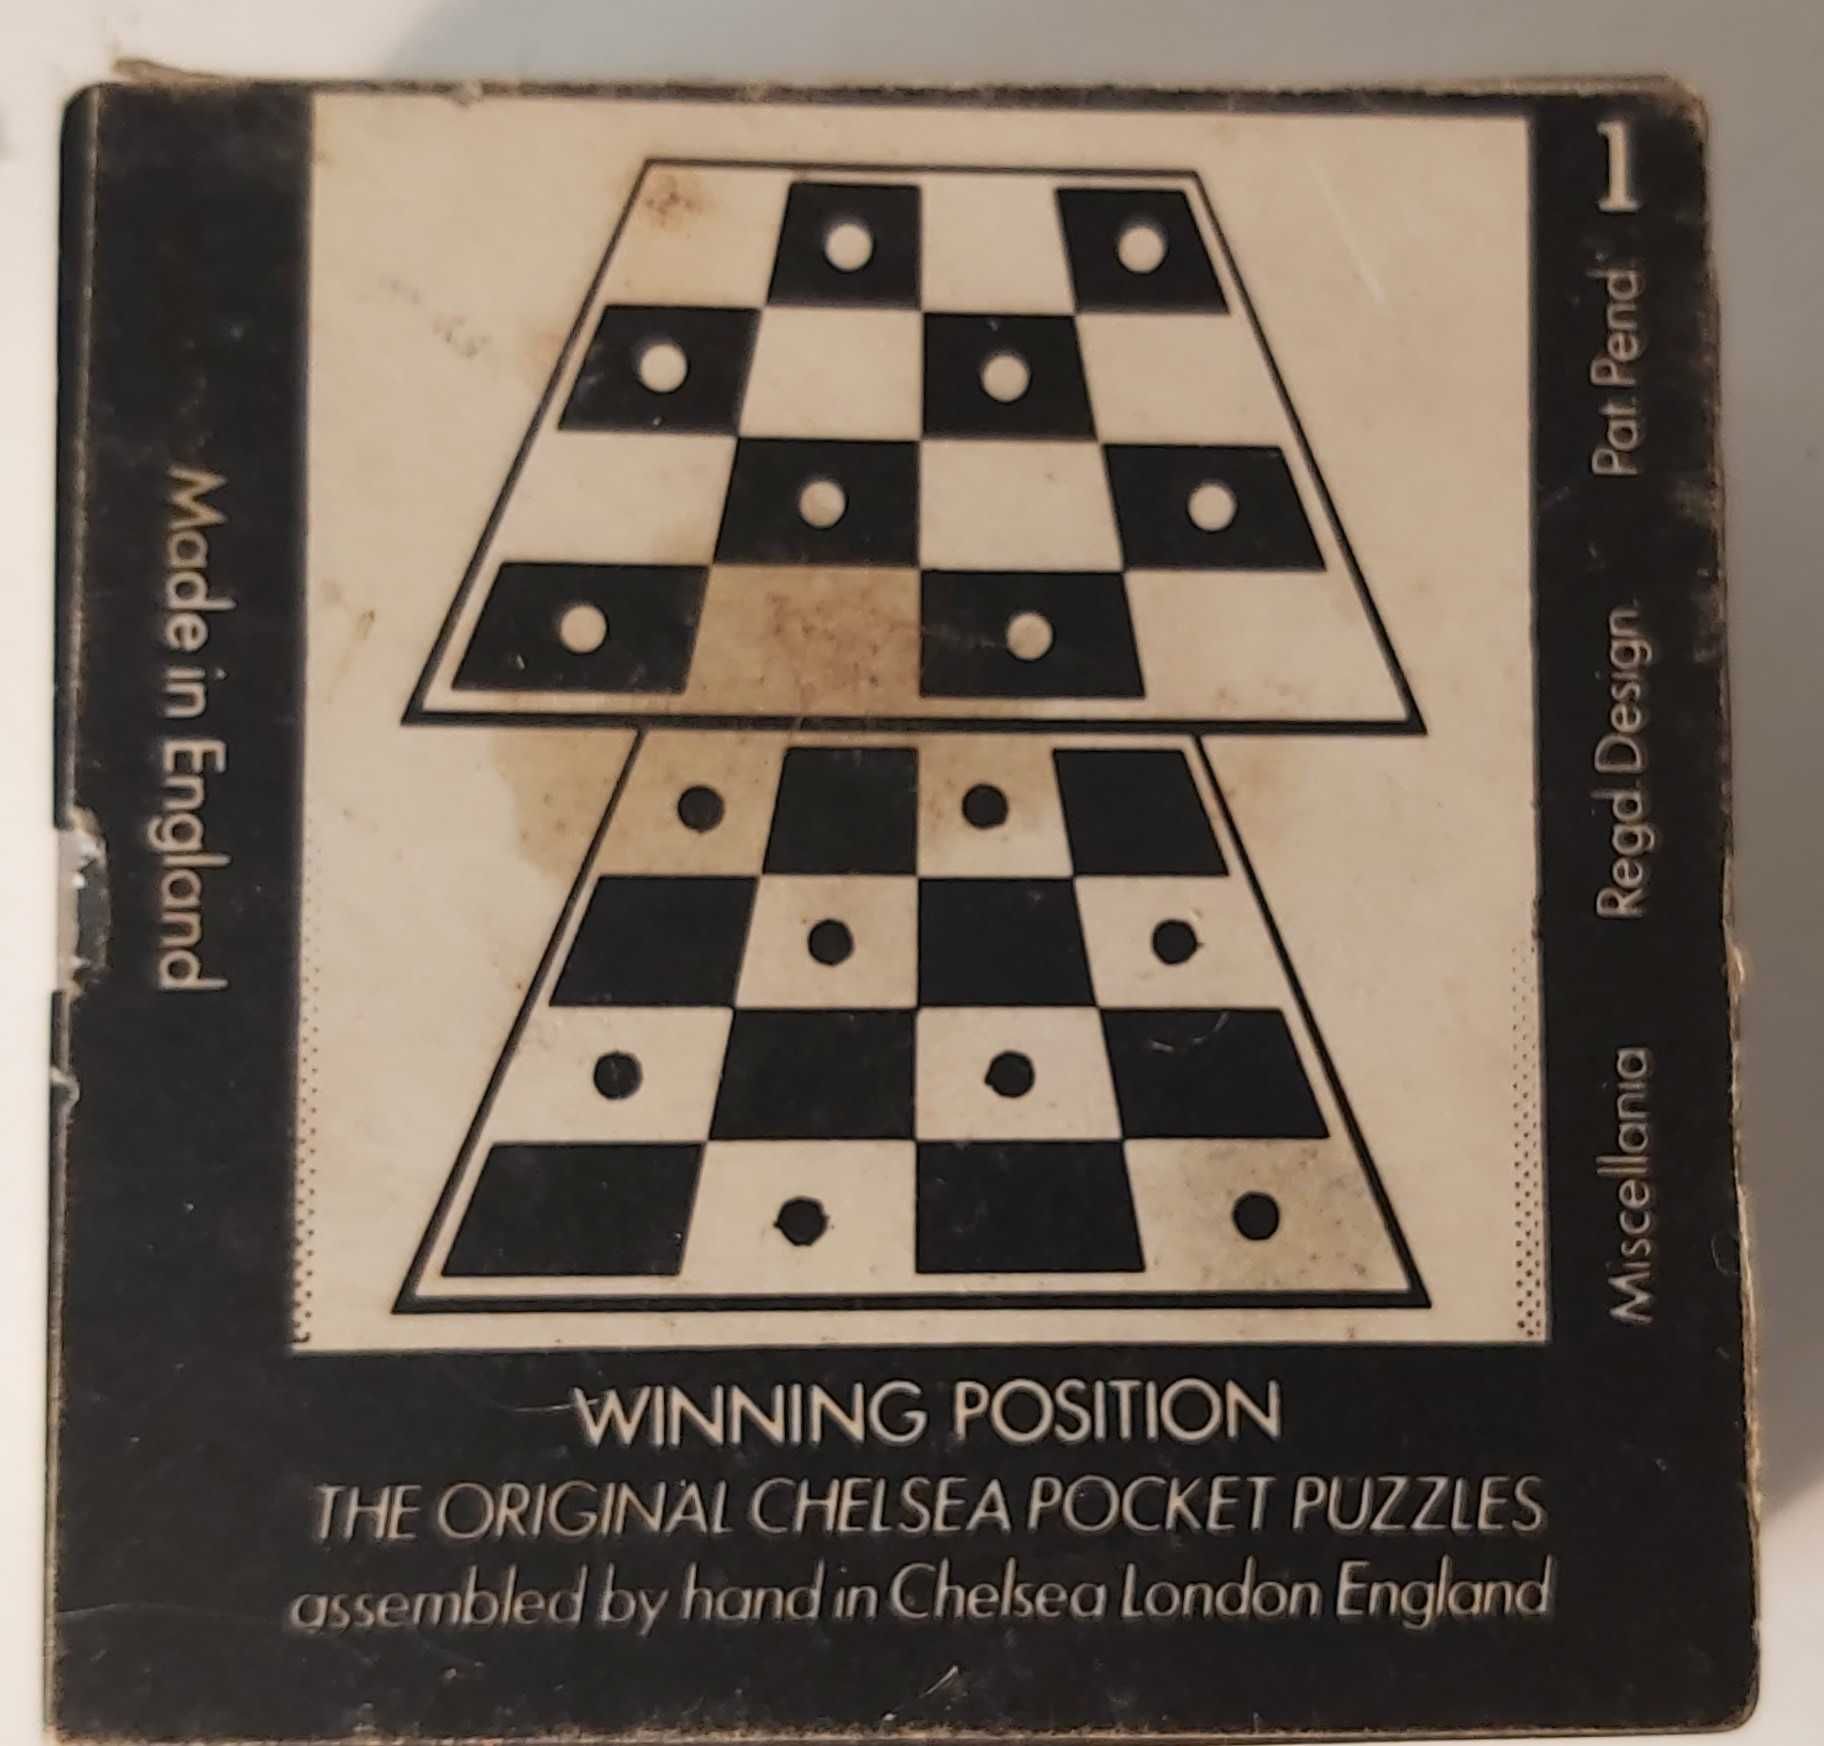 Made in England
1
Pat. Pend.
Regd. Design.
Miscellania
WINNING POSITION
THE ORIGINAL CHELSEA POCKET PUZZLES
assembled by hand in Chelsea London England